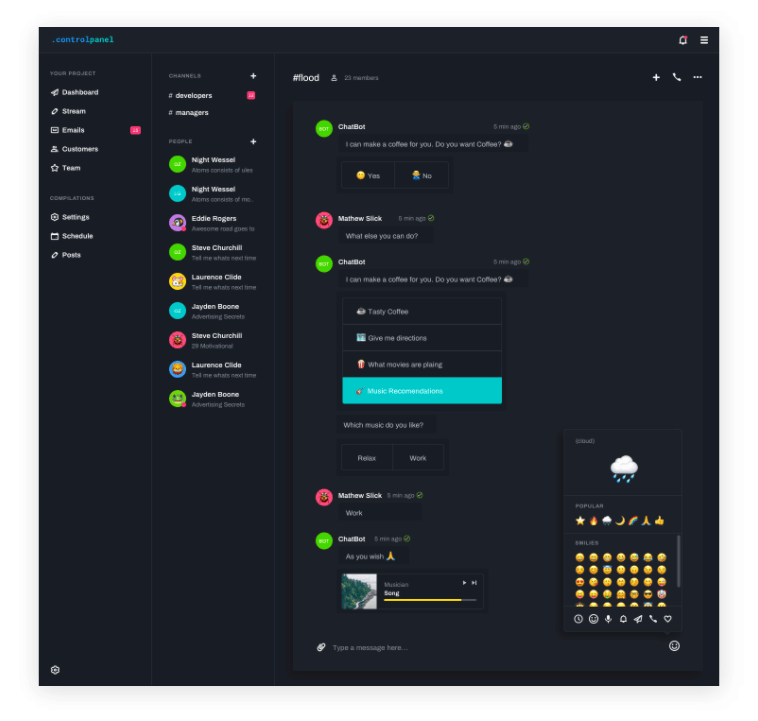 .controlpanel
YOUR PROJECT
Dashboard
Stream
Emails
Customers
Team
COMPILATIONS
Settings
Schedule
Posts
CHANNELS +
# developers
# managers
PEOPLE +
Night Wessel
Atoms consists of ules
Night Wessel
Atoms consists of mo..
Eddie Rogers
Awesome road goes to
Steve Churchill
Tell me whats next time
Laurence Clide
Tell me whats next time
Jayden Boone
Advertising Secrets
Steve Churchill
29 Motivational
Laurence Clide
Tell me whats next time
Jayden Boone
Advertising Secrets
#flood 23 members
BOT ChatBot 5 min ago
I can make a coffee for you. Do you want Coffee? ☕
😀 Yes
No
Mathew Slick 5 min ago
What else you can do?
BOT ChatBot 5 min ago
I can make a coffee for you. Do you want Coffee? ☕
Tasty Coffee
Give me directions
What movies are plaing
Music Recomendations
Which music do you like?
Relax Work
Mathew Slick 5 min ago
Work
BOT ChatBot 5 min ago
As you wish 🙏
Musician
Song
Type a message here...
(cloud)
POPULAR
SMILIES